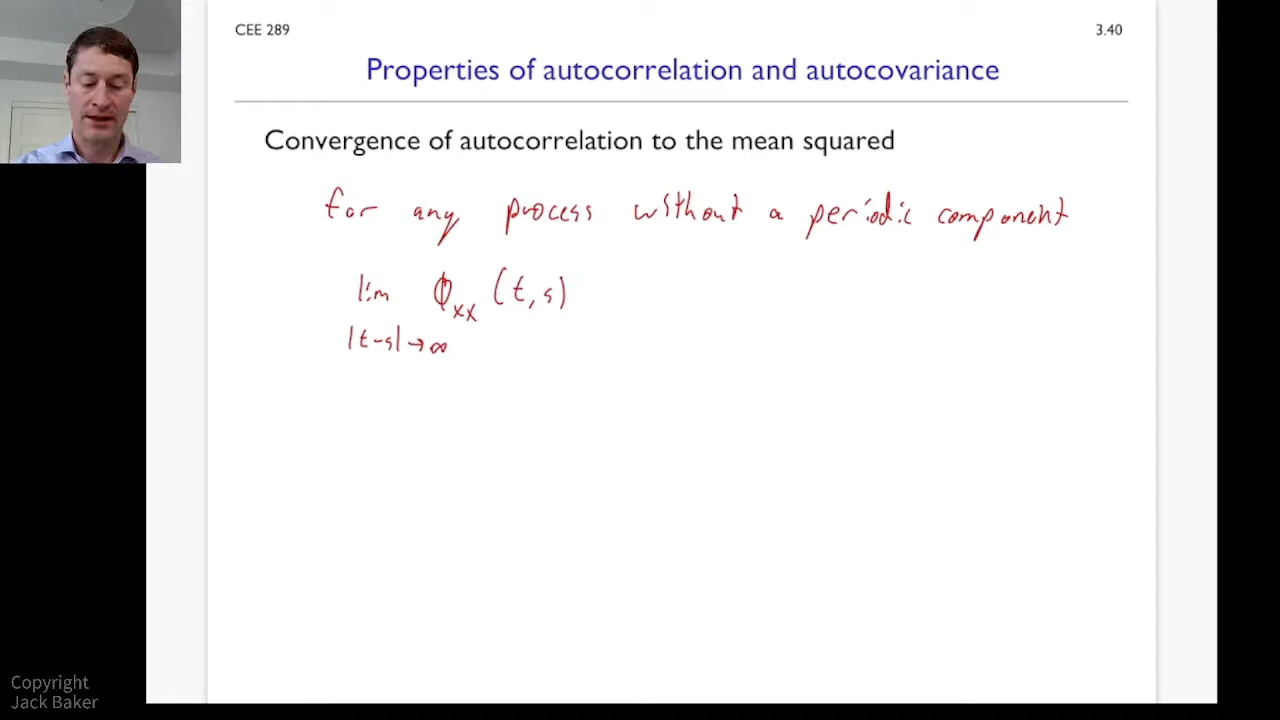 CEE 289
3.40
Properties of autocorrelation and autocovariance
Convergence of autocorrelation to the mean squared
for any process without a periodic component
lim ϕxx (t, s)
|t-s|→∞
Copyright
Jack Baker